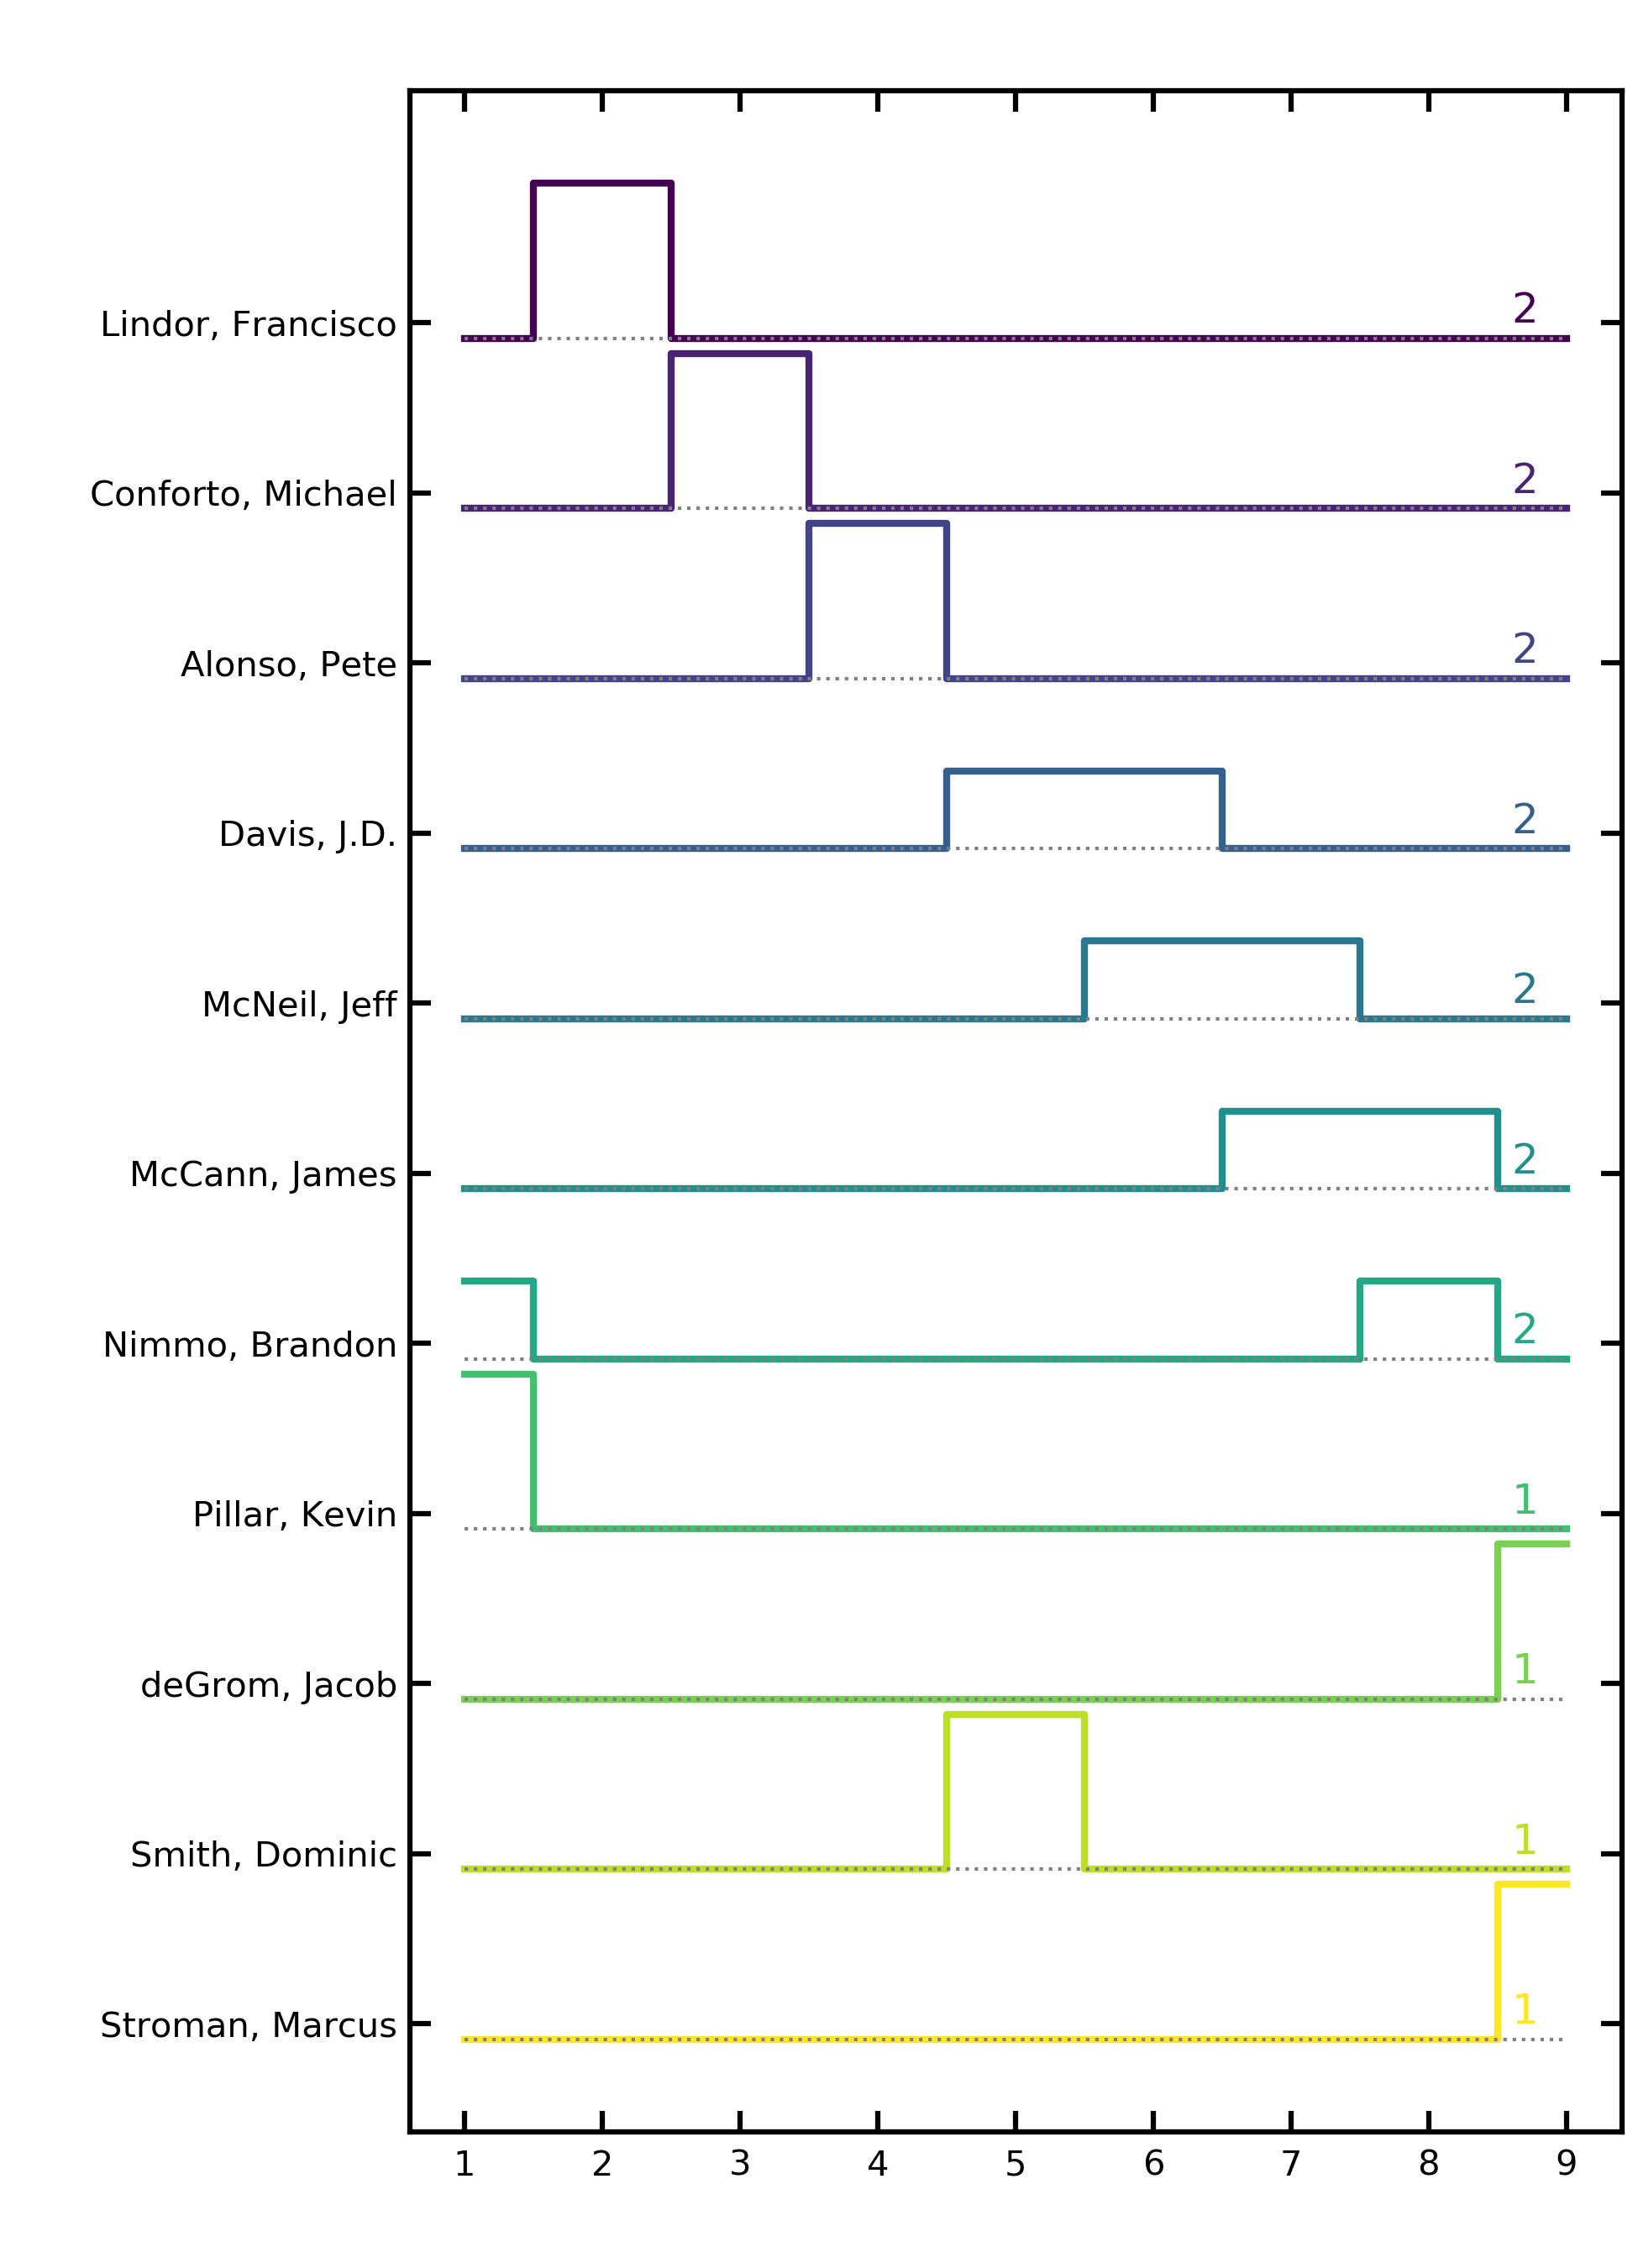 Lindor, Francisco 2
Conforto, Michael 2
Alonso, Pete 2
Davis, J.D. 2
McNeil, Jeff 2
McCann, James 2
Nimmo, Brandon 2
Pillar, Kevin 1
deGrom, Jacob 1
Smith, Dominic 1
Stroman, Marcus 1
1 2 3 4 5 6 7 8 9